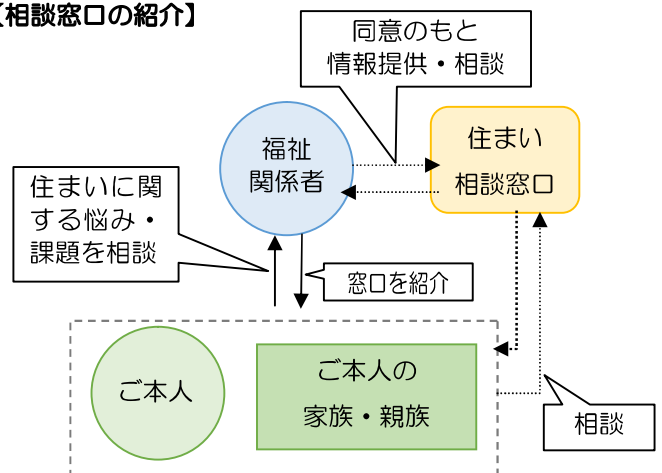 【相談窓口の紹介】
同意のもと
情報提供・相談
福祉
関係者
住まい
相談窓口
住まいに関
する悩み・
課題を相談
窓口を紹介
ご本人
ご本人の
家族・親族
相談